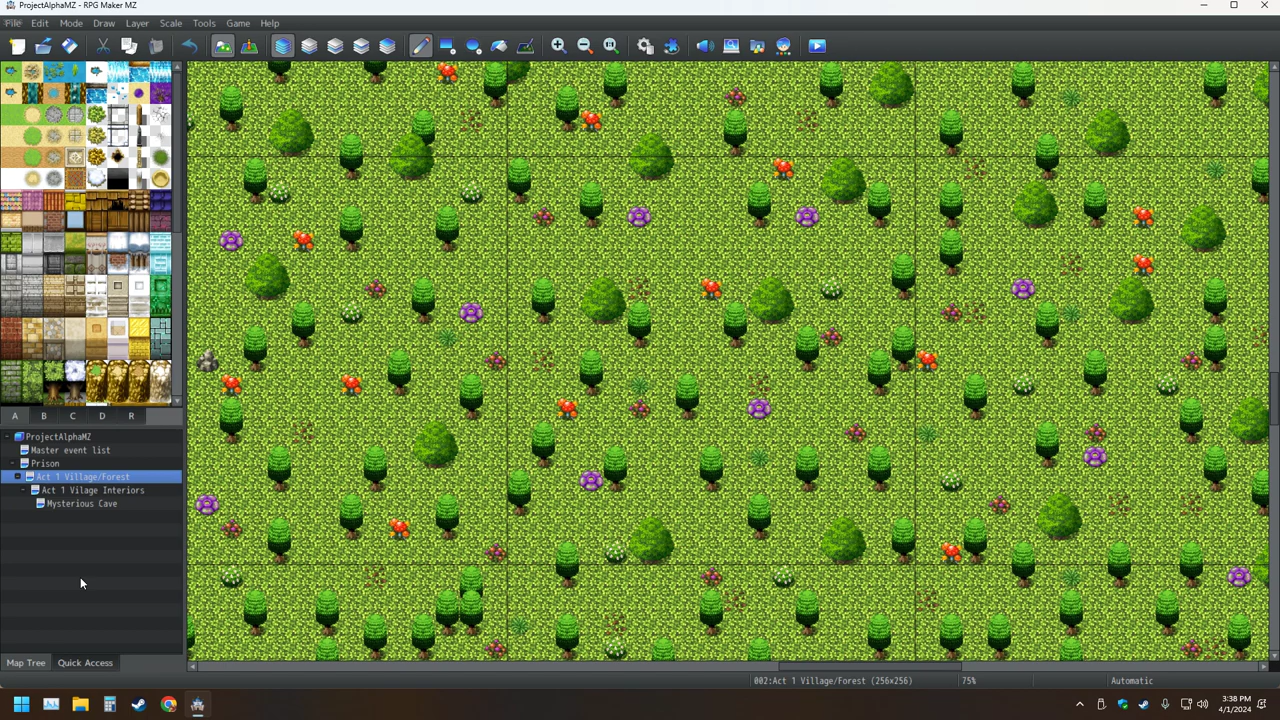 ProjectAlphaMZ - RPG Maker MZ
File Edit Mode Draw Layer Scale Tools Game Help
A B C D R
ProjectAlphaMZ
Master event list
Prison
Act 1 Village/Forest
Act 1 Vilage Interiors
Mysterious Cave
Map Tree Quick Access
002:Act 1 Village/Forest (256x256) 75% Automatic
3:38 PM
4/1/2024